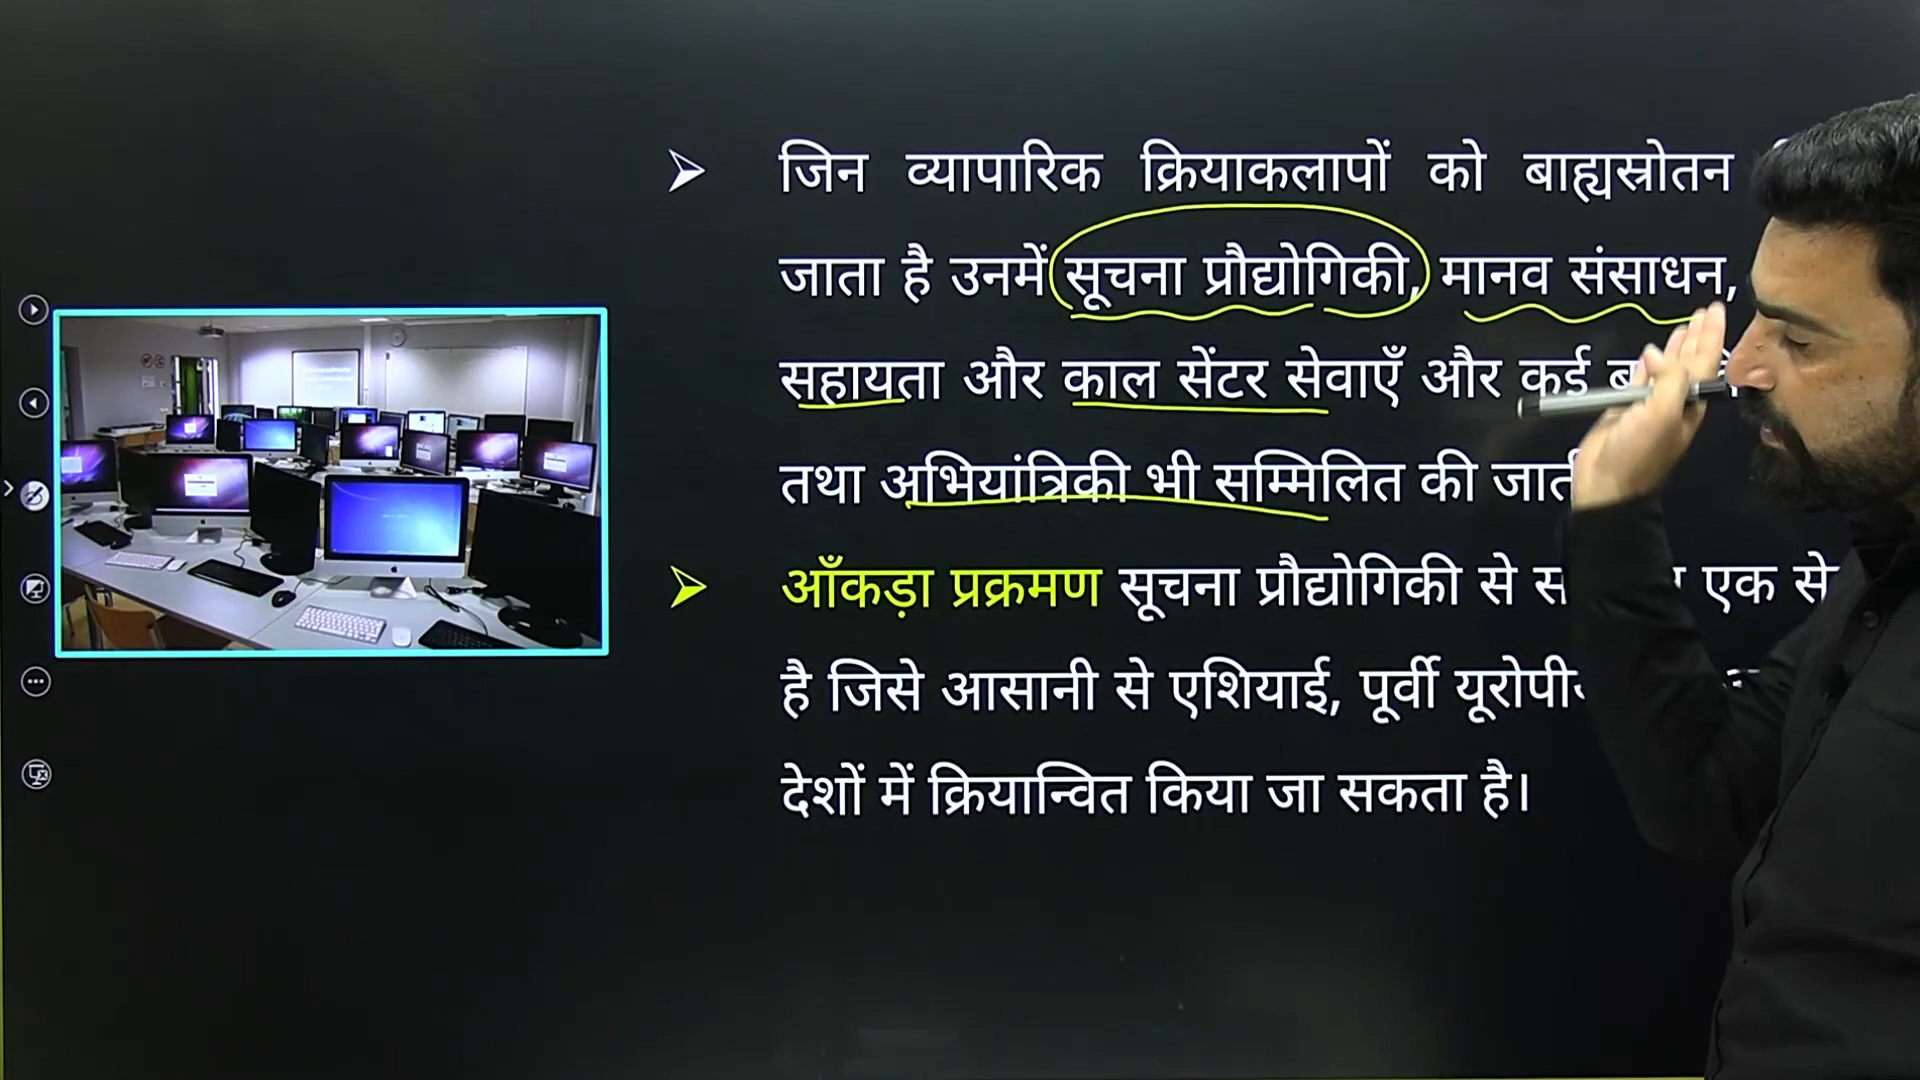 जिन व्यापारिक क्रियाकलापों को बाह्यस्रोतन
जाता है उनमें सूचना प्रौद्योगिकी, मानव संसाधन,
सहायता और काल सेंटर सेवाएँ और कई
तथा अभियांत्रिकी भी सम्मिलित की
आँकड़ा प्रक्रमण सूचना प्रौद्योगिकी से एक
है जिसे आसानी से एशियाई, पूर्वी
देशों में क्रियान्वित किया जा सकता है।